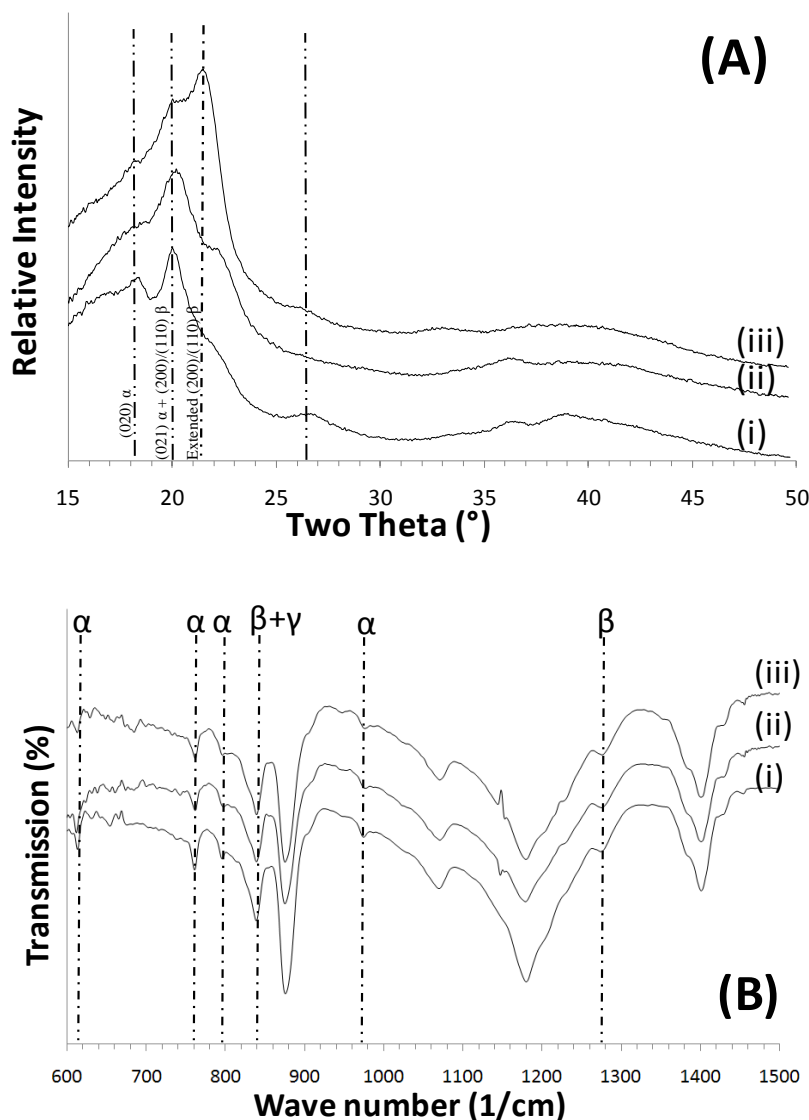 (A)
Relative Intensity
(020) α
(021) α + (200)/(110) β
Extended (200)/(110) β
(iii)
(ii)
(i)
15 20 25 30 35 40 45 50
Two Theta (°)
α α α β+γ α β
(iii)
(ii)
(i)
Transmission (%)
(B)
600 700 800 900 1000 1100 1200 1300 1400 1500
Wave number (1/cm)